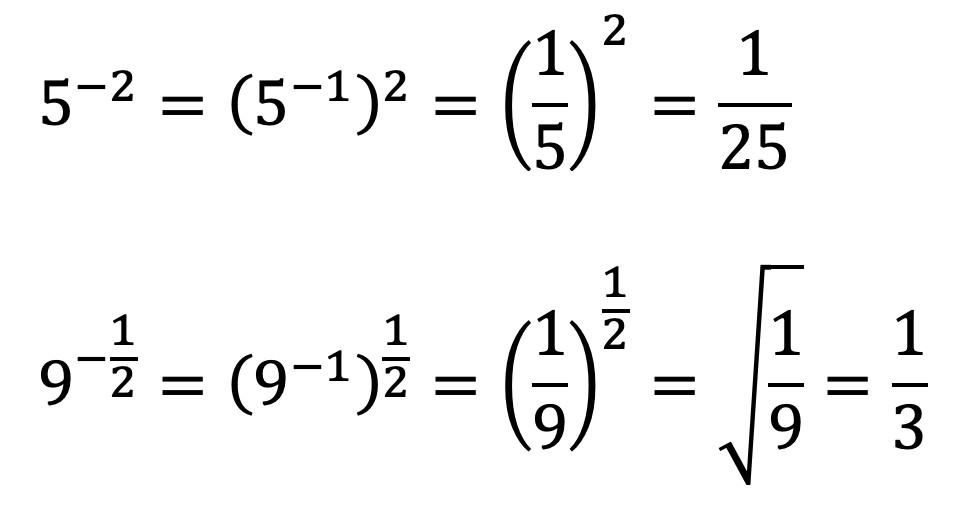 5⁻² = (5⁻¹)² = (1/5)² = 1/25
9^(-1/2) = (9⁻¹)^(1/2) = (1/9)^(1/2) = √(1/9) = 1/3